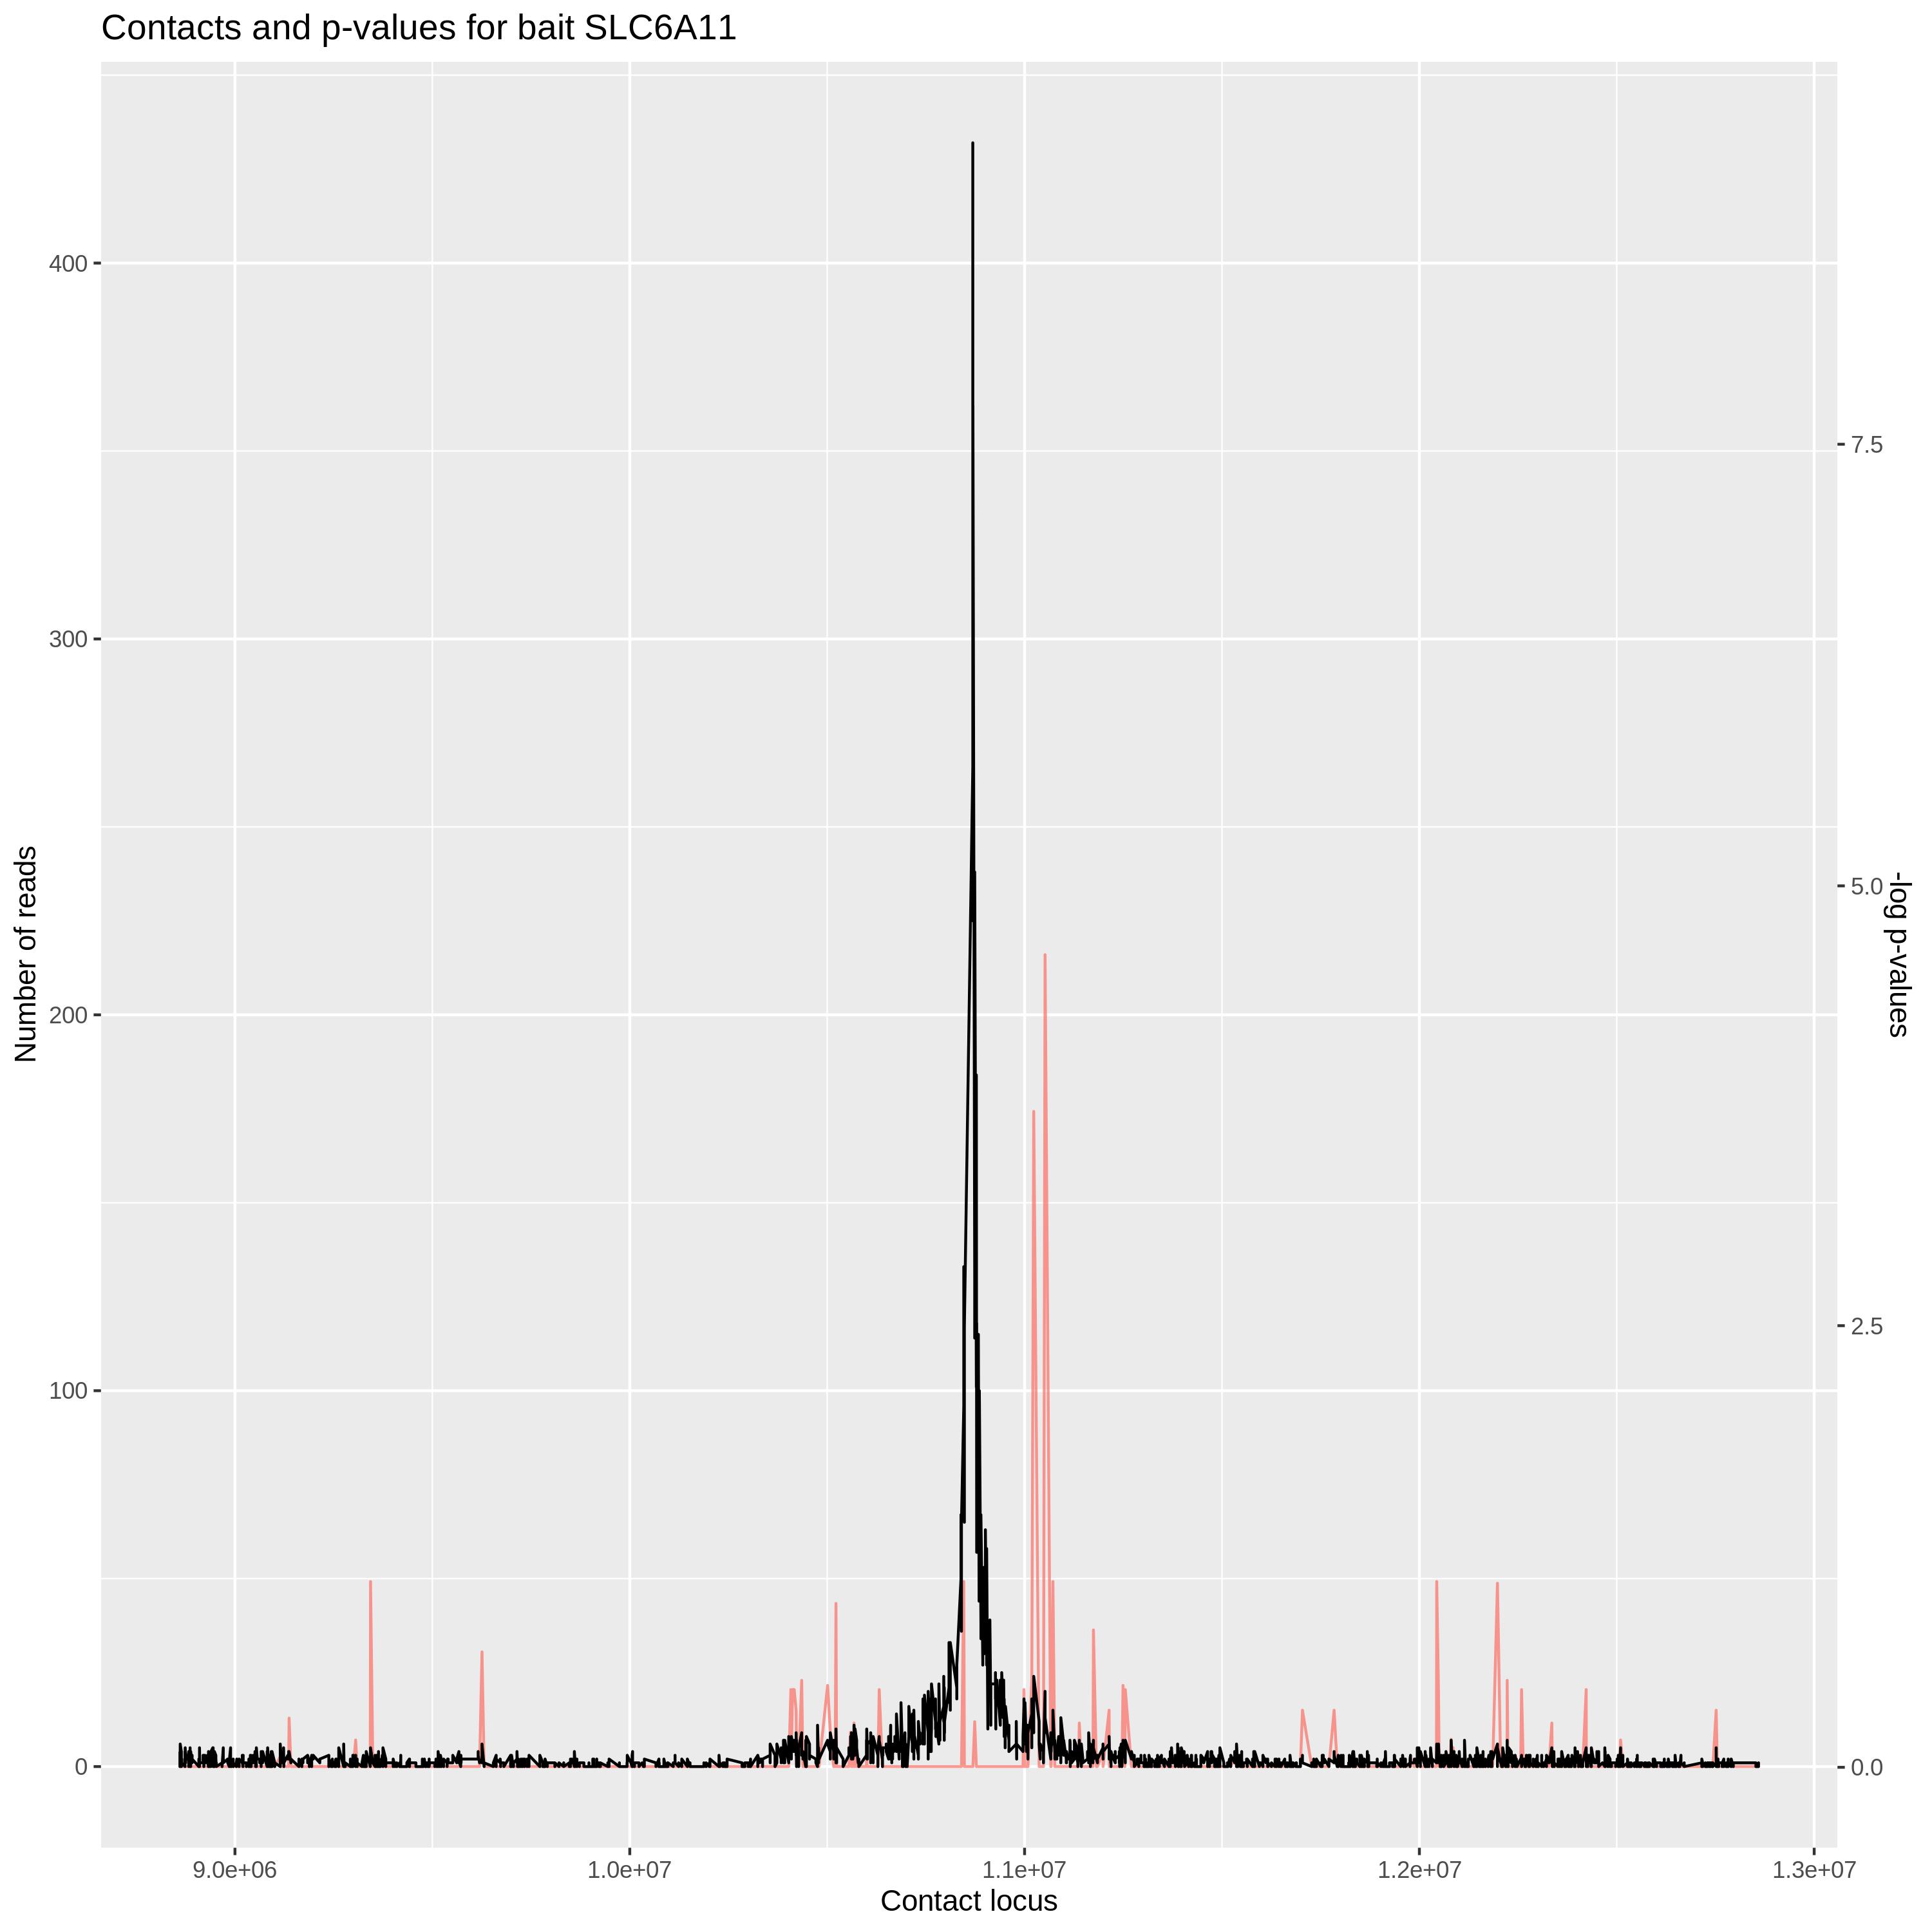 Contacts and p-values for bait SLC6A11
Number of reads
400
300
200
100
0
7.5
5.0
2.5
0.0
-log p-values
9.0e+06
1.0e+07
1.1e+07
1.2e+07
1.3e+07
Contact locus